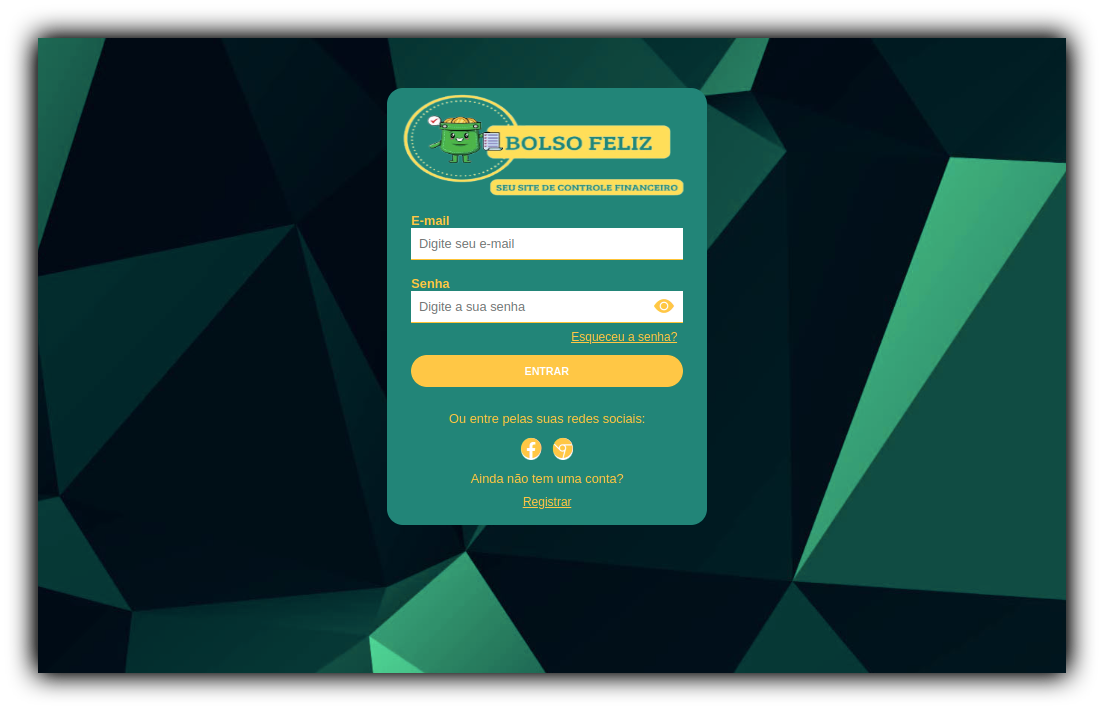 BOLSO FELIZ
SEU SITE DE CONTROLE FINANCEIRO
E-mail
Digite seu e-mail
Senha
Digite a sua senha
Esqueceu a senha?
ENTRAR
Ou entre pelas suas redes sociais:
Ainda não tem uma conta?
Registrar